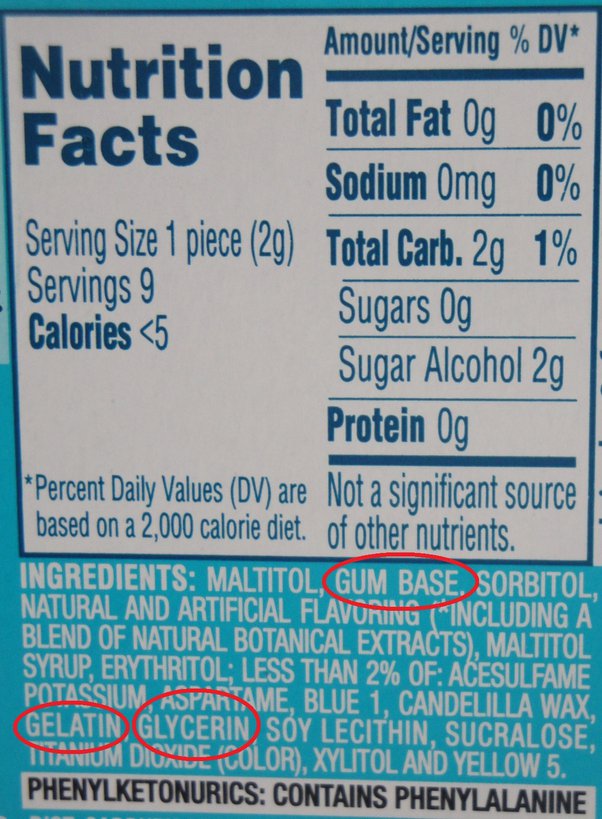 Nutrition
Facts
Serving Size 1 piece (2g)
Servings 9
Calories <5
*Percent Daily Values (DV) are
based on a 2,000 calorie diet.
Amount/Serving % DV*
Total Fat 0g 0%
Sodium 0mg 0%
Total Carb. 2g 1%
Sugars 0g
Sugar Alcohol 2g
Protein 0g
Not a significant source
of other nutrients.
INGREDIENTS: MALTITOL, GUM BASE, SORBITOL,
NATURAL AND ARTIFICIAL FLAVORING (*INCLUDING A
BLEND OF NATURAL BOTANICAL EXTRACTS), MALTITOL
SYRUP, ERYTHRITOL; LESS THAN 2% OF: ACESULFAME
POTASSIUM, ASPARTAME, BLUE 1, CANDELILLA WAX,
GELATIN, GLYCERIN, SOY LECITHIN, SUCRALOSE,
TITANIUM DIOXIDE (COLOR), XYLITOL AND YELLOW 5.
PHENYLKETONURICS: CONTAINS PHENYLALANINE